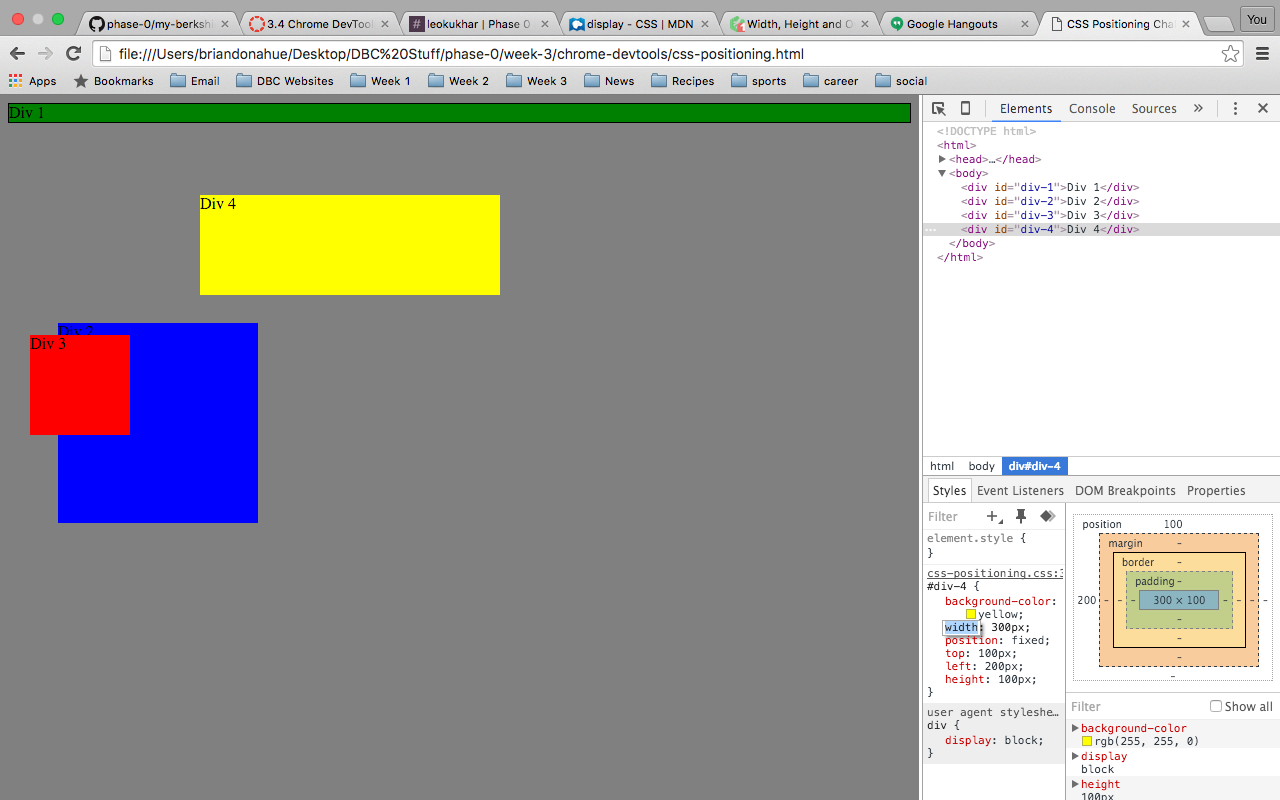 phase-0/my-berkshi
3.4 Chrome DevTool
leokukhar | Phase 0
display - CSS | MDN
Width, Height and O
Google Hangouts
CSS Positioning Cha
You
file:///Users/briandonahue/Desktop/DBC%20Stuff/phase-0/week-3/chrome-devtools/css-positioning.html
Apps Bookmarks Email DBC Websites Week 1 Week 2 Week 3 News Recipes sports career social
Div 1
Div 4
Div 2
Div 3
Elements Console Sources »
<!DOCTYPE html>
<html>
<head>…</head>
<body>
<div id="div-1">Div 1</div>
<div id="div-2">Div 2</div>
<div id="div-3">Div 3</div>
<div id="div-4">Div 4</div>
</body>
</html>
html body div#div-4
Styles Event Listeners DOM Breakpoints Properties
Filter
element.style {
}
css-positioning.css:3
#div-4 {
background-color:
yellow;
width: 300px;
position: fixed;
top: 100px;
left: 200px;
height: 100px;
}
user agent styleshe…
div {
display: block;
}
position 100
margin -
border -
padding -
200 - - - 300 × 100 - - - -
-
-
-
-
Filter Show all
background-color
rgb(255, 255, 0)
display
block
height
100px